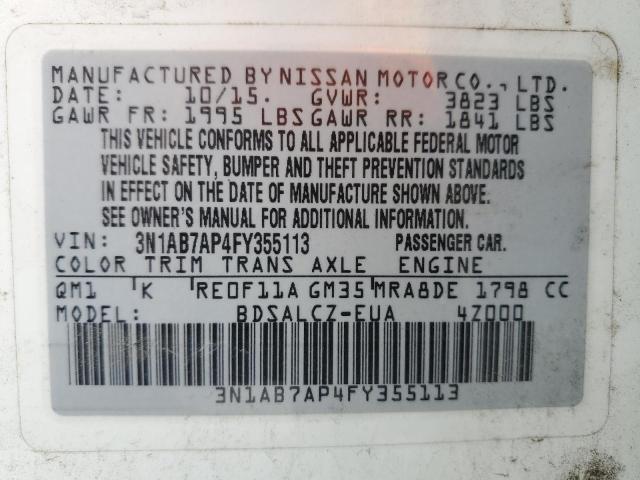 MANUFACTURED BY NISSAN MOTOR CO., LTD.
DATE: 10/15. GVWR: 3823 LBS
GAWR FR: 1995 LBS GAWR RR: 1841 LBS
THIS VEHICLE CONFORMS TO ALL APPLICABLE FEDERAL MOTOR
VEHICLE SAFETY, BUMPER AND THEFT PREVENTION STANDARDS
IN EFFECT ON THE DATE OF MANUFACTURE SHOWN ABOVE.
SEE OWNER'S MANUAL FOR ADDITIONAL INFORMATION.
VIN: 3N1AB7AP4FY355113 PASSENGER CAR.
COLOR TRIM TRANS AXLE ENGINE
QM1 K RE0F11A GM35 MRA8DE 1798 CC
MODEL: BDSALCZ-EUA 4Z000
3N1AB7AP4FY355113